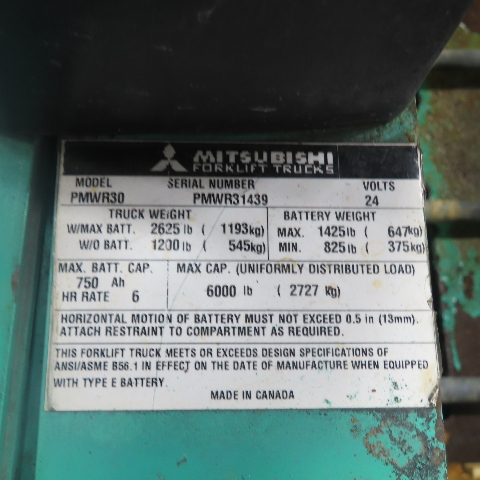 MITSUBISHI
FORKLIFT TRUCKS
MODEL SERIAL NUMBER VOLTS
PMWR30 PMWR31439 24
TRUCK WEIGHT BATTERY WEIGHT
W/MAX BATT. 2625 lb ( 1193kg) MAX. 1425 lb ( 647kg)
W/O BATT. 1200 lb ( 545kg) MIN. 825 lb ( 375kg)
MAX. BATT. CAP. MAX CAP. (UNIFORMLY DISTRIBUTED LOAD)
750 Ah 6000 lb ( 2727 kg)
HR RATE 6
HORIZONTAL MOTION OF BATTERY MUST NOT EXCEED 0.5 in (13mm).
ATTACH RESTRAINT TO COMPARTMENT AS REQUIRED.
THIS FORKLIFT TRUCK MEETS OR EXCEEDS DESIGN SPECIFICATIONS OF
ANSI/ASME B56.1 IN EFFECT ON THE DATE OF MANUFACTURE WHEN EQUIPPED
WITH TYPE E BATTERY.
MADE IN CANADA